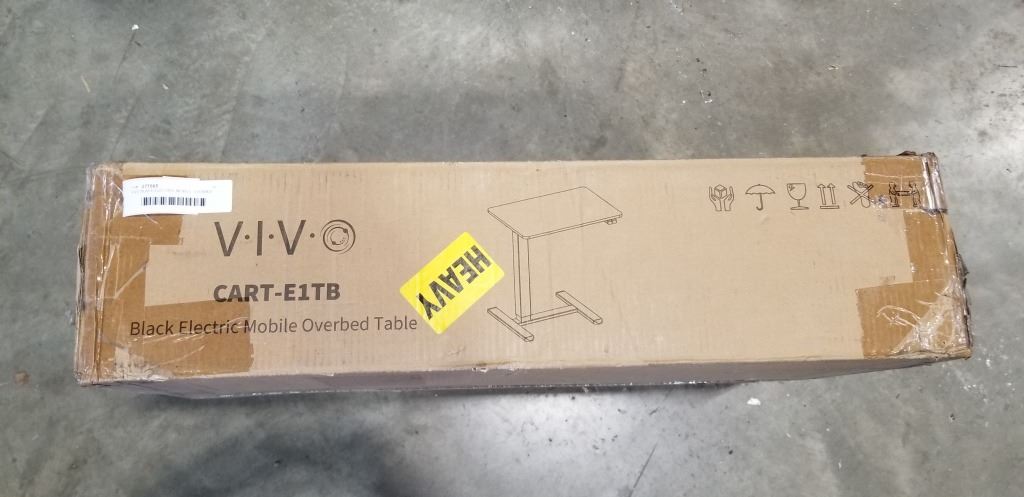 V·I·V·O
CART-E1TB
Black Electric Mobile Overbed Table
HEAVY